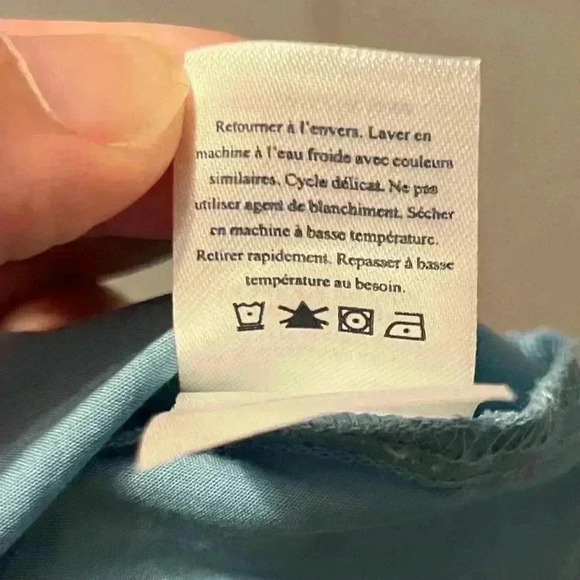 Retourner à l'envers. Laver en
machine à l'eau froide avec couleurs
similaires. Cycle délicat. Ne pas
utiliser agent de blanchiment. Sécher
en machine à basse température.
Retirer rapidement. Repasser à basse
température au besoin.